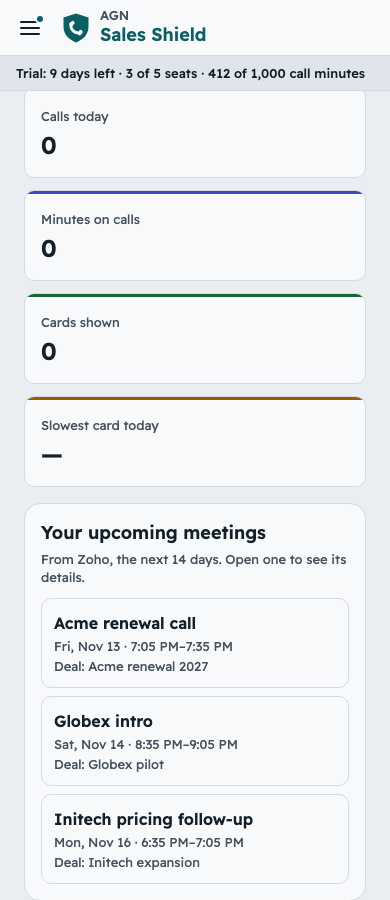 AGN
Sales Shield
Trial: 9 days left · 3 of 5 seats · 412 of 1,000 call minutes
Calls today
0
Minutes on calls
0
Cards shown
0
Slowest card today
—
Your upcoming meetings
From Zoho, the next 14 days. Open one to see its
details.
Acme renewal call
Fri, Nov 13 · 7:05 PM–7:35 PM
Deal: Acme renewal 2027
Globex intro
Sat, Nov 14 · 8:35 PM–9:05 PM
Deal: Globex pilot
Initech pricing follow-up
Mon, Nov 16 · 6:35 PM–7:05 PM
Deal: Initech expansion